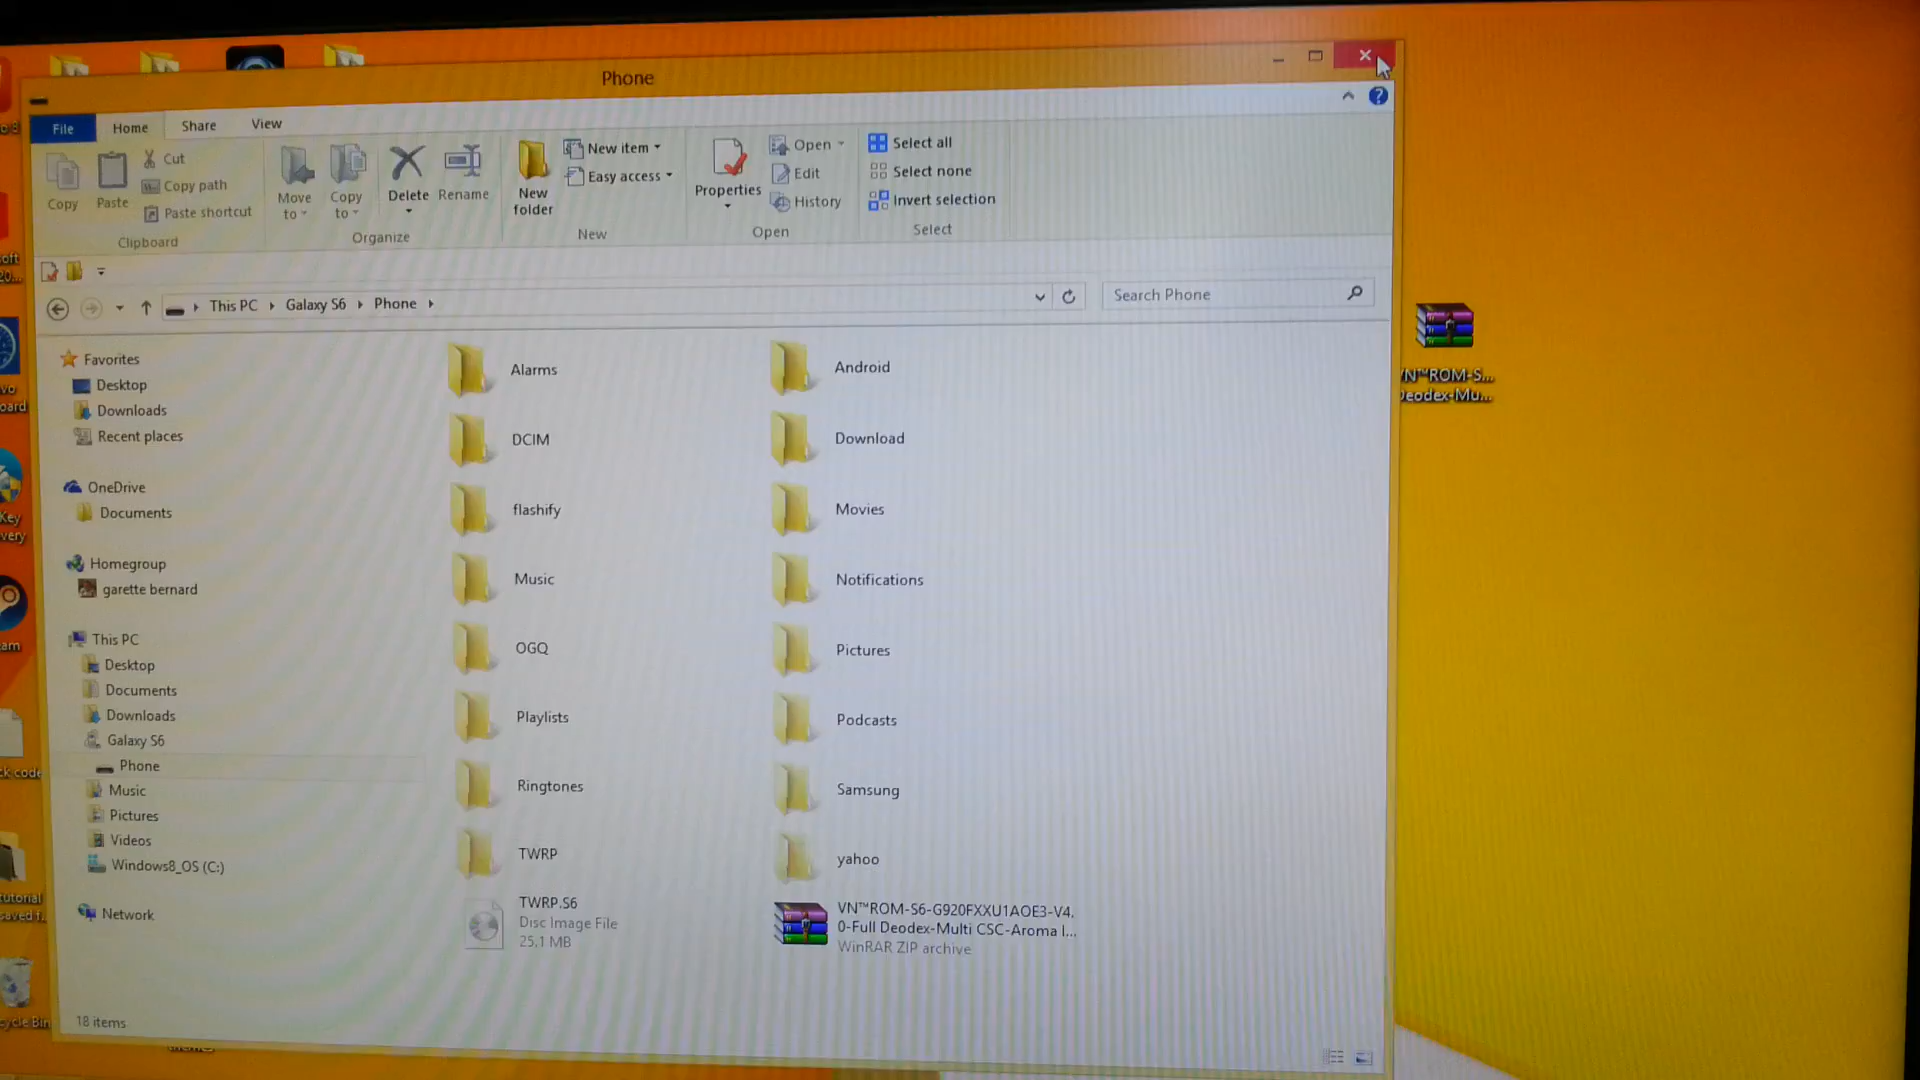 Phone
File Home Share View
Copy
Paste
Cut
Copy path
Paste shortcut
Clipboard
Move to
Copy to
Delete
Rename
Organize
New folder
New item
Easy access
New
Properties
Open
Edit
History
Open
Select all
Select none
Invert selection
Select
This PC Galaxy S6 Phone
Search Phone
Favorites
Desktop
Downloads
Recent places
OneDrive
Documents
Homegroup
garette bernard
This PC
Desktop
Documents
Downloads
Galaxy S6
Phone
Music
Pictures
Videos
Windows8_OS (C:)
Network
Alarms
Android
DCIM
Download
flashify
Movies
Music
Notifications
OGQ
Pictures
Playlists
Podcasts
Ringtones
Samsung
TWRP
yahoo
TWRP.S6
Disc Image File
25.1 MB
VN™ROM-S6-G920FXXU1AOE3-V4.
0-Full Deodex-Multi CSC-Aroma I...
WinRAR ZIP archive
18 items
VN™ROM-S...
Deodex-Mu...